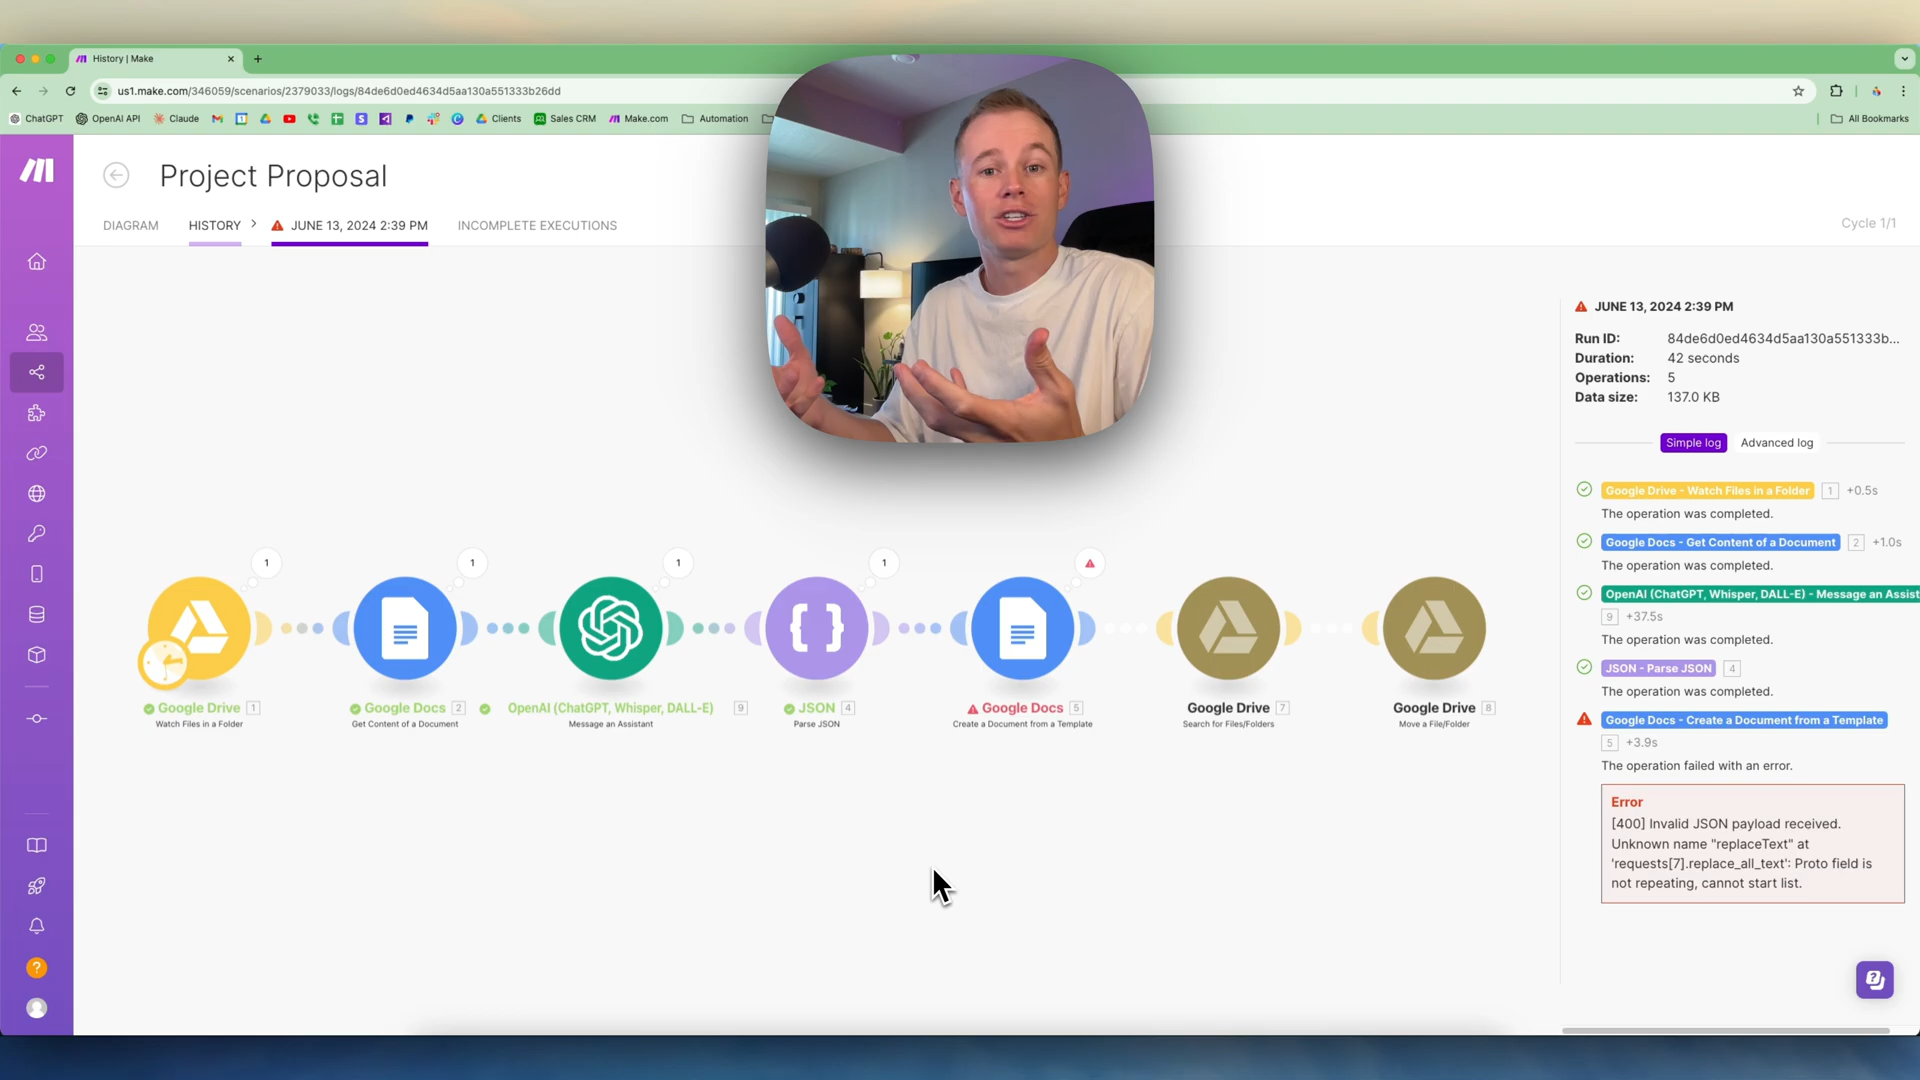 History | Make
us1.make.com/346059/scenarios/2379033/logs/84de6d0ed4634d5aa130a551333b26dd
ChatGPT
OpenAI API
Claude
Clients
Sales CRM
Make.com
Automation
All Bookmarks
Project Proposal
DIAGRAM
HISTORY
JUNE 13, 2024 2:39 PM
INCOMPLETE EXECUTIONS
Cycle 1/1
JUNE 13, 2024 2:39 PM
Run ID: 84de6d0ed4634d5aa130a551333b...
Duration: 42 seconds
Operations: 5
Data size: 137.0 KB
Simple log
Advanced log
Google Drive - Watch Files in a Folder 1 +0.5s
The operation was completed.
Google Docs - Get Content of a Document 2 +1.0s
The operation was completed.
OpenAI (ChatGPT, Whisper, DALL-E) - Message an Assist
9 +37.5s
The operation was completed.
JSON - Parse JSON 4
The operation was completed.
Google Docs - Create a Document from a Template
5 +3.9s
The operation failed with an error.
Error
[400] Invalid JSON payload received.
Unknown name "replaceText" at
'requests[7].replace_all_text': Proto field is
not repeating, cannot start list.
1
1
1
1
Google Drive 1
Watch Files in a Folder
Google Docs 2
Get Content of a Document
OpenAI (ChatGPT, Whisper, DALL-E) 9
Message an Assistant
JSON 4
Parse JSON
Google Docs 5
Create a Document from a Template
Google Drive 7
Search for Files/Folders
Google Drive 8
Move a File/Folder